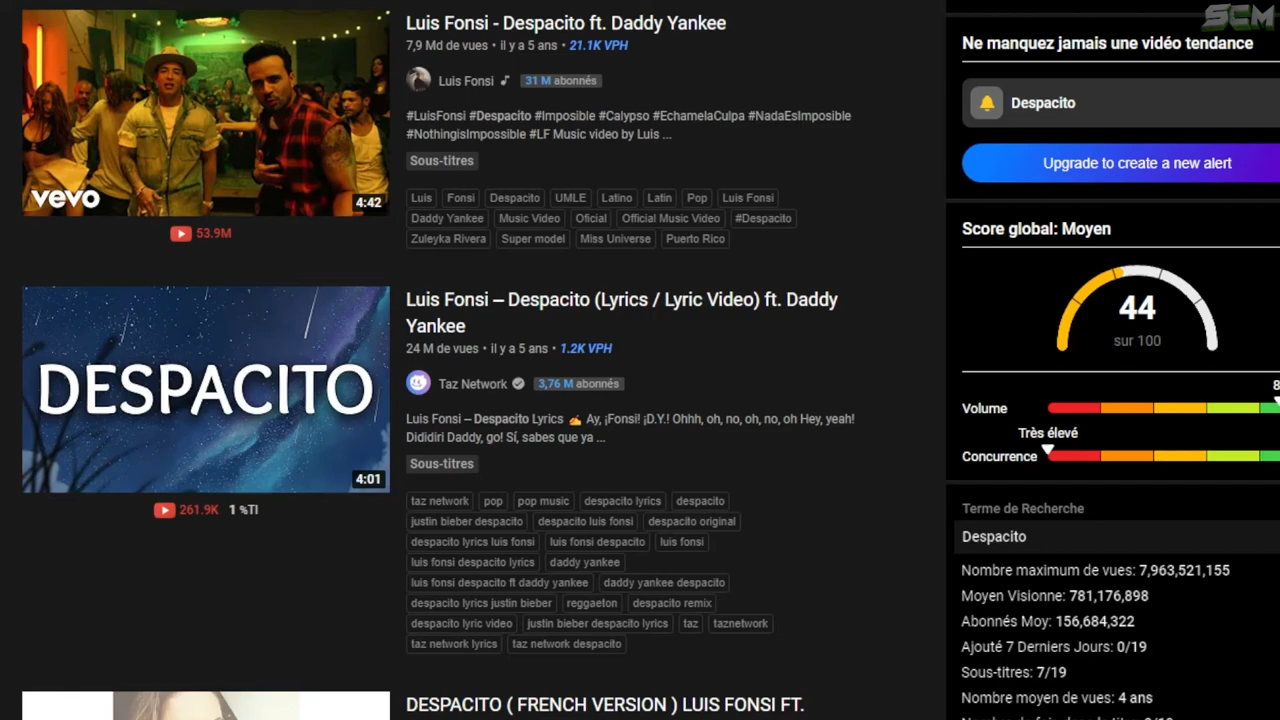 Luis Fonsi - Despacito ft. Daddy Yankee
7,9 Md de vues • il y a 5 ans • 21.1K VPH
Luis Fonsi
31 M abonnés
#LuisFonsi #Despacito #Imposible #Calypso #EchamelaCulpa #NadaEsImposible
#NothingisImpossible #LF Music video by Luis ...
Sous-titres
Luis Fonsi Despacito UMLE Latino Latin Pop Luis Fonsi
Daddy Yankee Music Video Oficial Official Music Video #Despacito
Zuleyka Rivera Super model Miss Universe Puerto Rico
vevo
4:42
53.9M
Luis Fonsi – Despacito (Lyrics / Lyric Video) ft. Daddy
Yankee
24 M de vues • il y a 5 ans • 1.2K VPH
Taz Network
3,76 M abonnés
Luis Fonsi – Despacito Lyrics ✍ Ay, ¡Fonsi! ¡D.Y.! Ohhh, oh, no, oh, no, oh Hey, yeah!
Dididiri Daddy, go! Sí, sabes que ya ...
Sous-titres
taz network pop pop music despacito lyrics despacito
justin bieber despacito despacito luis fonsi despacito original
despacito lyrics luis fonsi luis fonsi despacito luis fonsi
luis fonsi despacito lyrics daddy yankee
luis fonsi despacito ft daddy yankee daddy yankee despacito
despacito lyrics justin bieber reggaeton despacito remix
despacito lyric video justin bieber despacito lyrics taz taznetwork
taz network lyrics taz network despacito
DESPACITO
4:01
261.9K 1 %TI
DESPACITO ( FRENCH VERSION ) LUIS FONSI FT.
SCM
Ne manquez jamais une vidéo tendance
Despacito
Upgrade to create a new alert
Score global: Moyen
44
sur 100
8
Volume
Très élevé
Concurrence
Terme de Recherche
Despacito
Nombre maximum de vues: 7,963,521,155
Moyen Visionne: 781,176,898
Abonnés Moy: 156,684,322
Ajouté 7 Derniers Jours: 0/19
Sous-titres: 7/19
Nombre moyen de vues: 4 ans